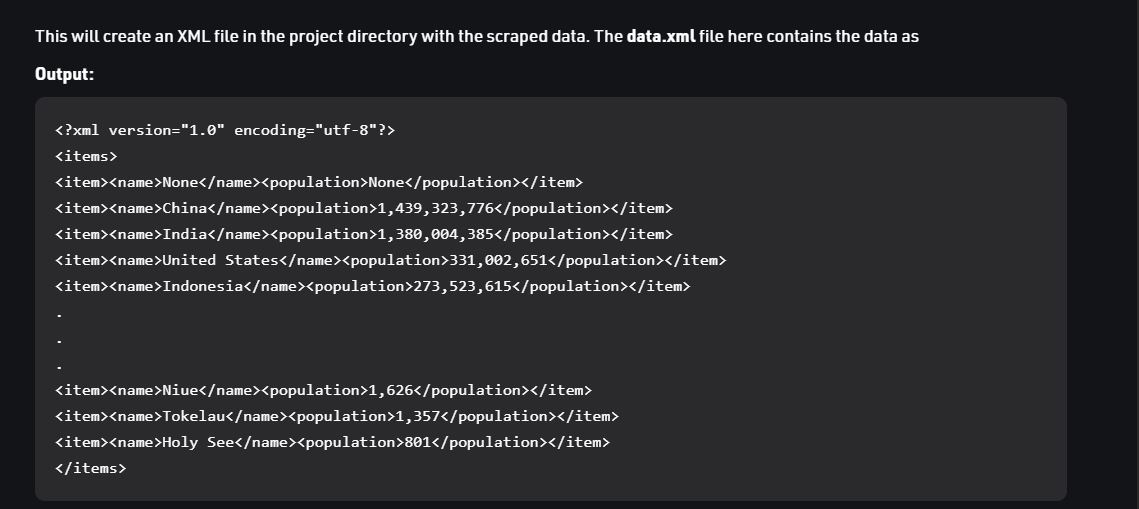 This will create an XML file in the project directory with the scraped data. The data.xml file here contains the data as
Output:
<?xml version="1.0" encoding="utf-8"?>
<items>
<item><name>None</name><population>None</population></item>
<item><name>China</name><population>1,439,323,776</population></item>
<item><name>India</name><population>1,380,004,385</population></item>
<item><name>United States</name><population>331,002,651</population></item>
<item><name>Indonesia</name><population>273,523,615</population></item>
.
.
.
<item><name>Niue</name><population>1,626</population></item>
<item><name>Tokelau</name><population>1,357</population></item>
<item><name>Holy See</name><population>801</population></item>
</items>